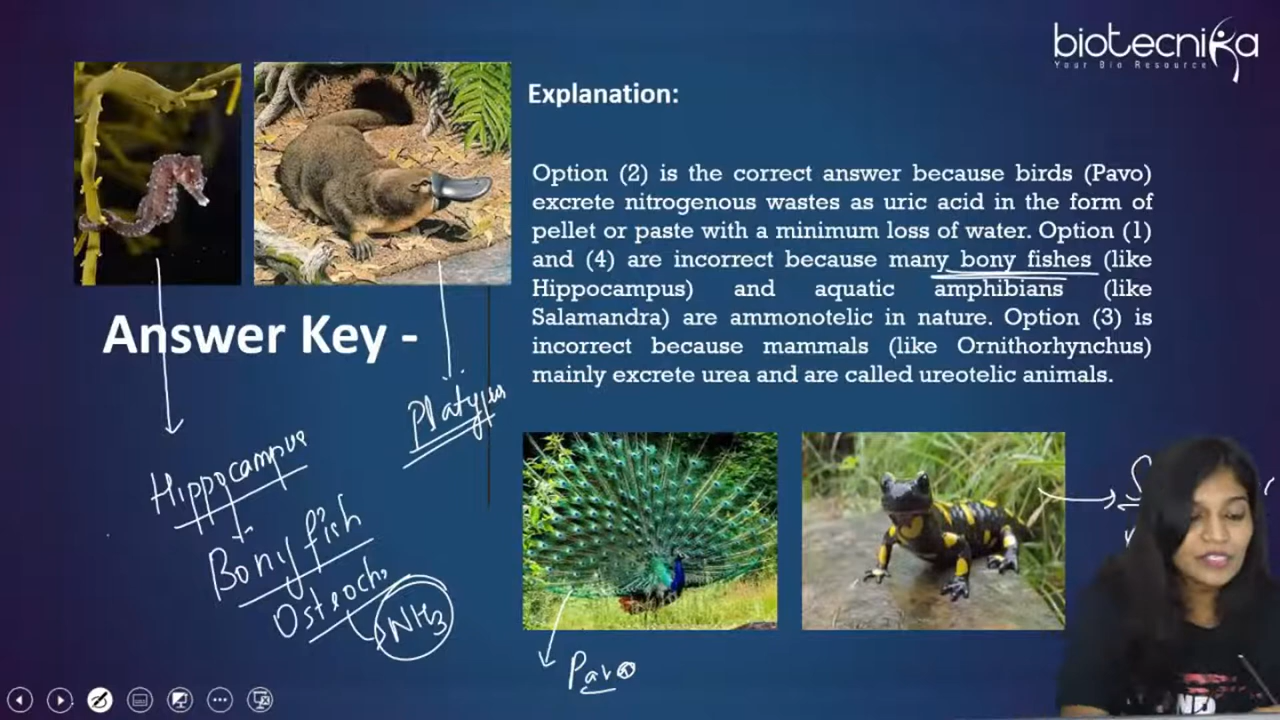 biotecnika
Your Bio Resource
Explanation:
Option (2) is the correct answer because birds (Pavo)
excrete nitrogenous wastes as uric acid in the form of
pellet or paste with a minimum loss of water. Option (1)
and (4) are incorrect because many bony fishes (like
Hippocampus) and aquatic amphibians (like
Salamandra) are ammonotelic in nature. Option (3) is
incorrect because mammals (like Ornithorhynchus)
mainly excrete urea and are called ureotelic animals.
Answer Key -
Platypus
Hippocampus
Bony fish
Osteoch.
NH3
Pavo